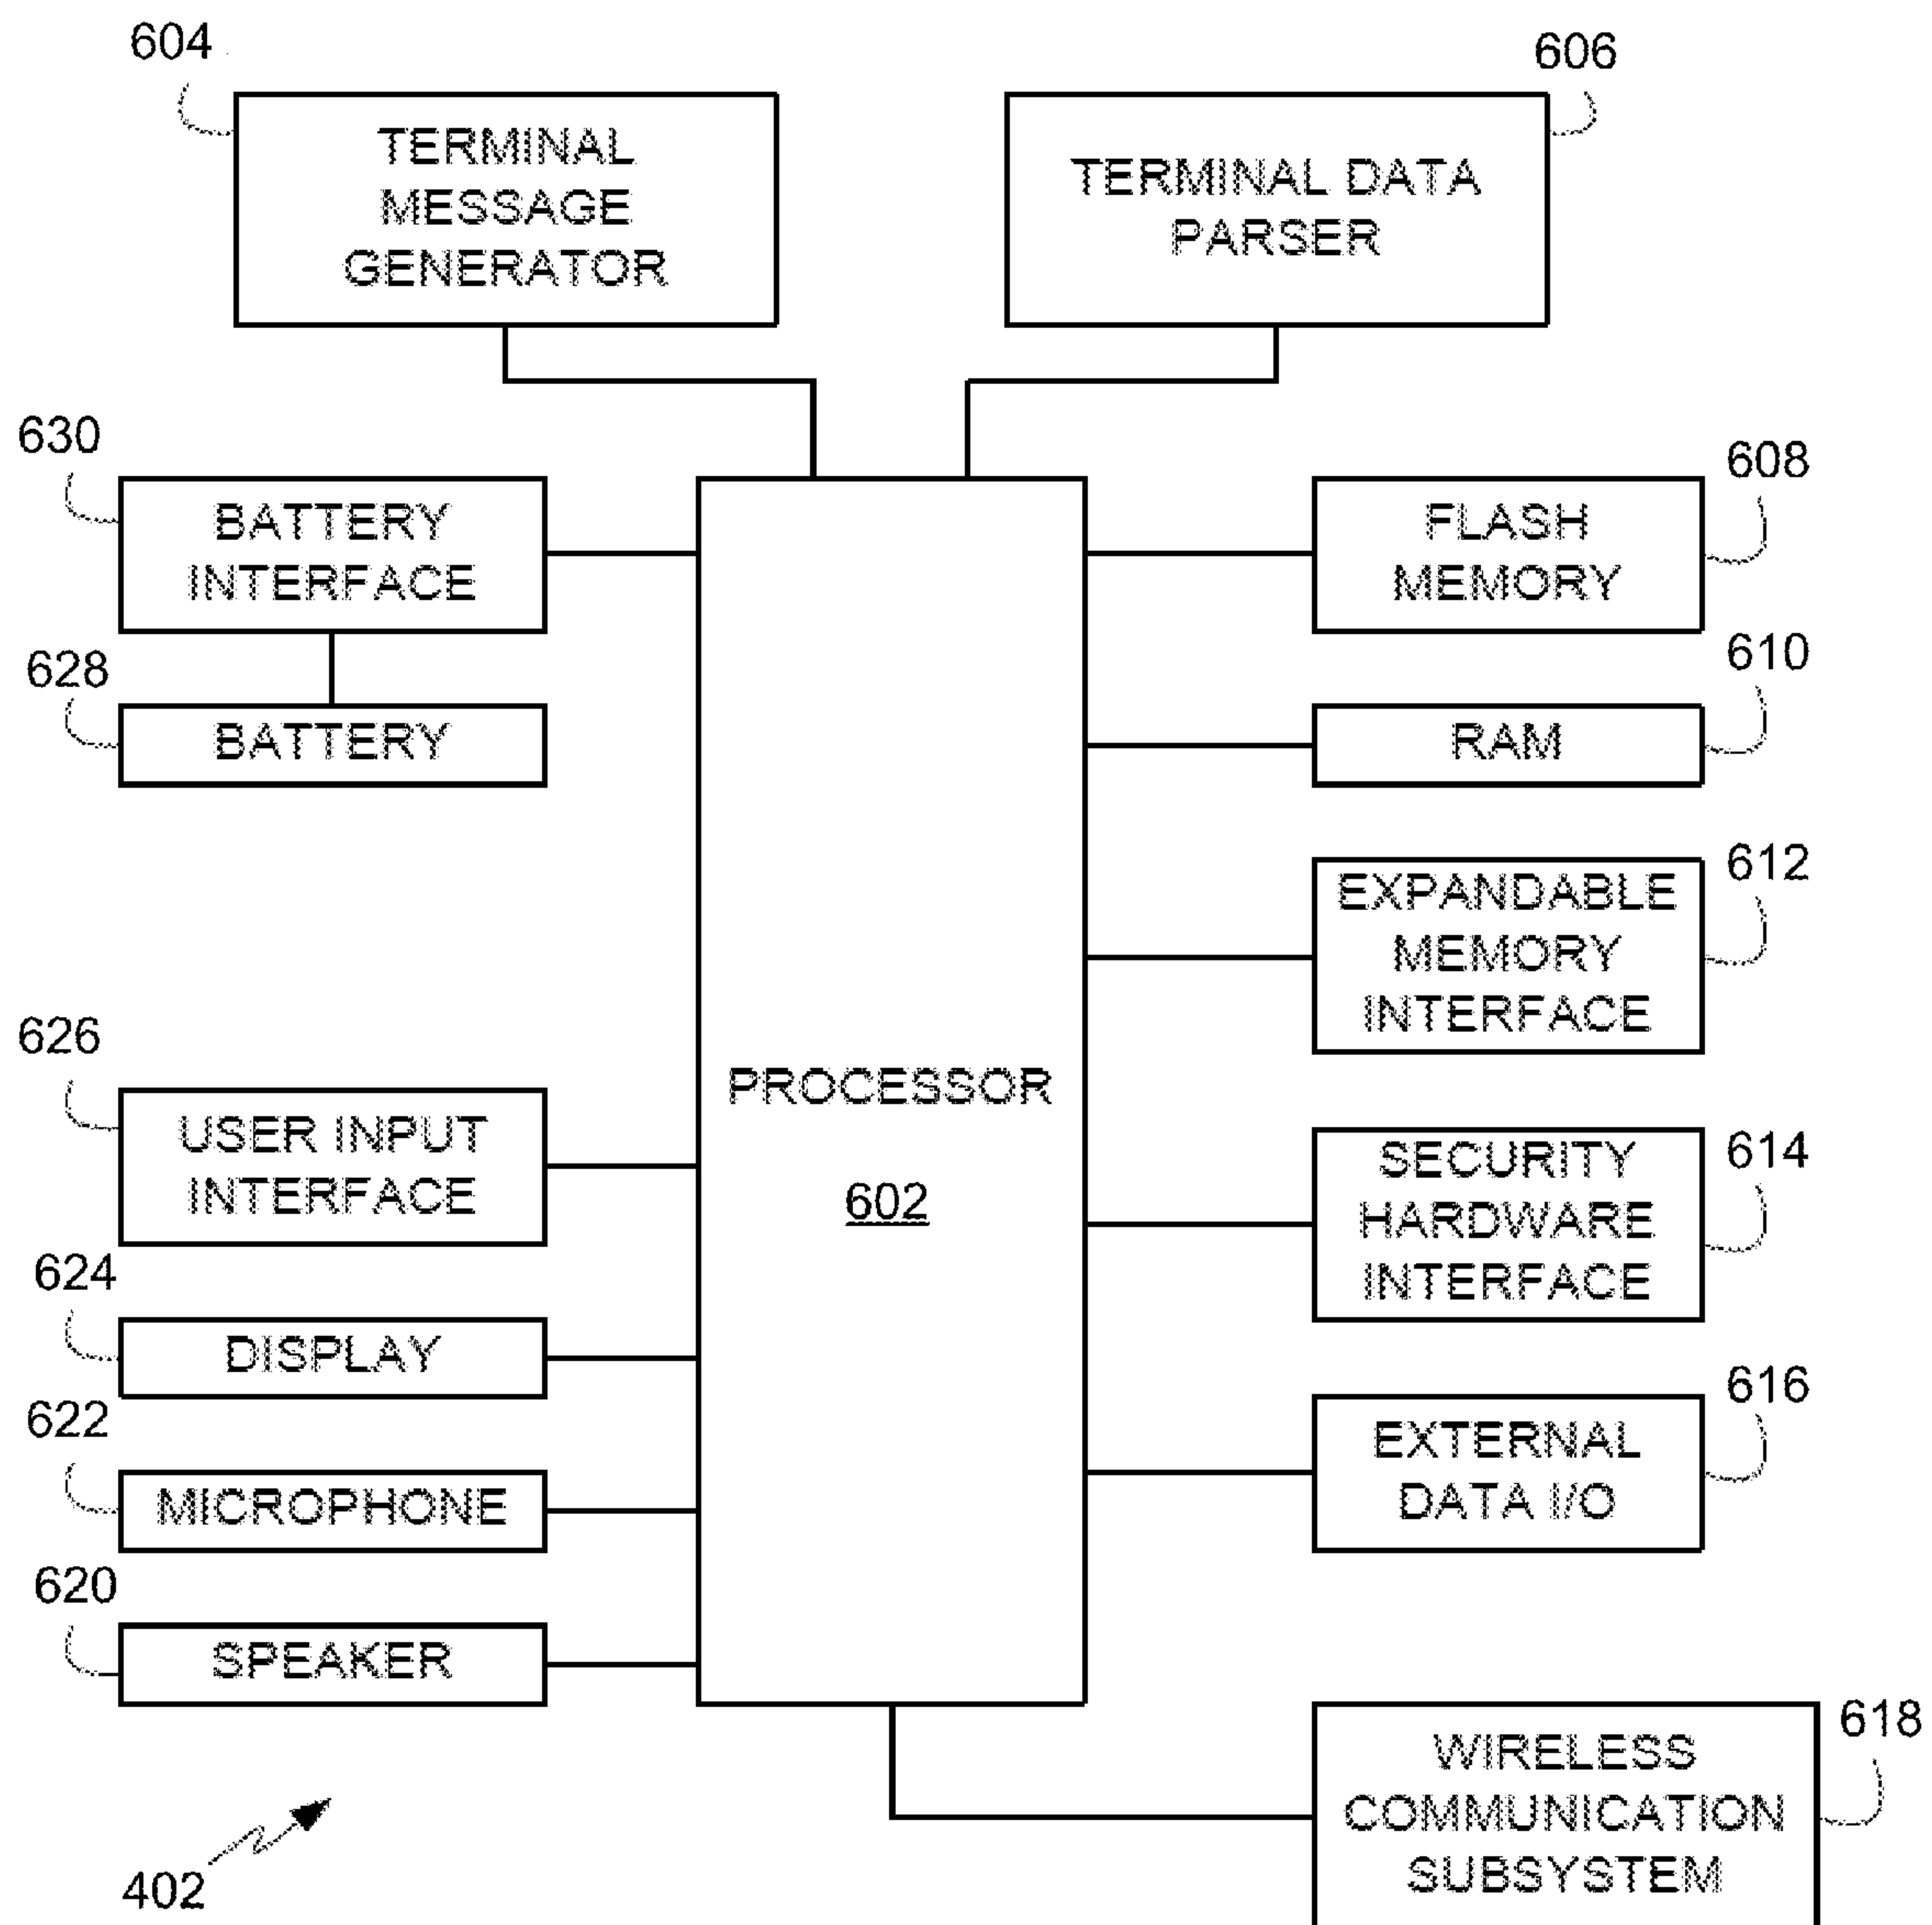 604
TERMINAL
MESSAGE
GENERATOR
606
TERMINAL DATA
PARSER
630
BATTERY
INTERFACE
628
BATTERY
626
USER INPUT
INTERFACE
624
DISPLAY
622
MICROPHONE
620
SPEAKER
PROCESSOR
602
608
FLASH
MEMORY
610
RAM
612
EXPANDABLE
MEMORY
INTERFACE
614
SECURITY
HARDWARE
INTERFACE
616
EXTERNAL
DATA I/O
618
WIRELESS
COMMUNICATION
SUBSYSTEM
402